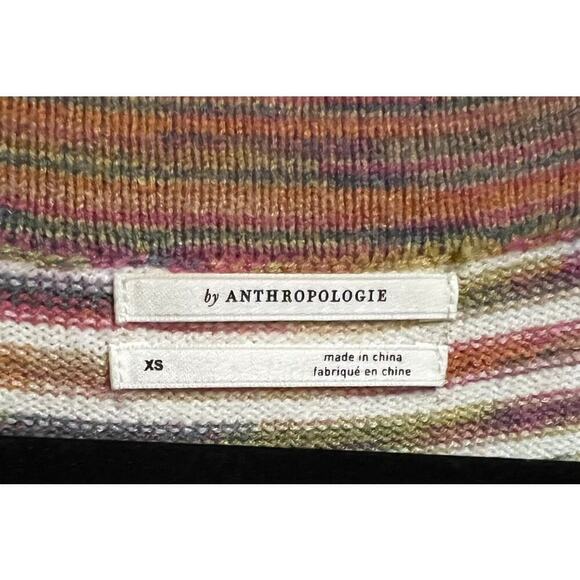 by ANTHROPOLOGIE
XS
made in china
fabriqué en chine